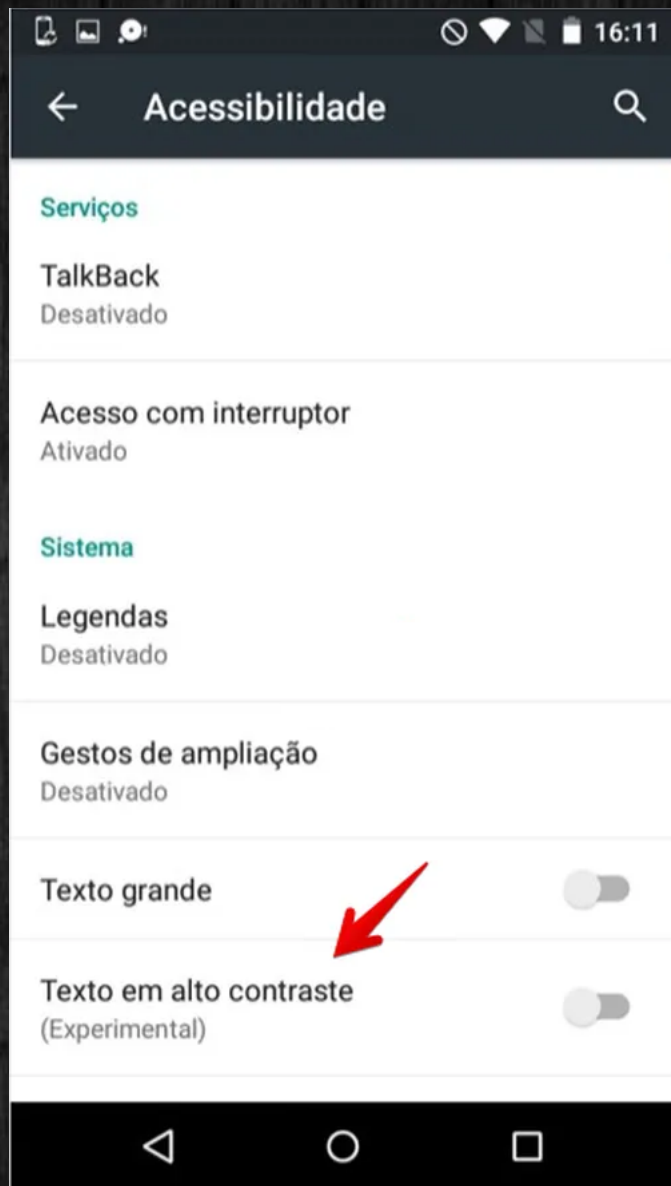 16:11
Acessibilidade
Serviços
TalkBack
Desativado
Acesso com interruptor
Ativado
Sistema
Legendas
Desativado
Gestos de ampliação
Desativado
Texto grande
Texto em alto contraste
(Experimental)